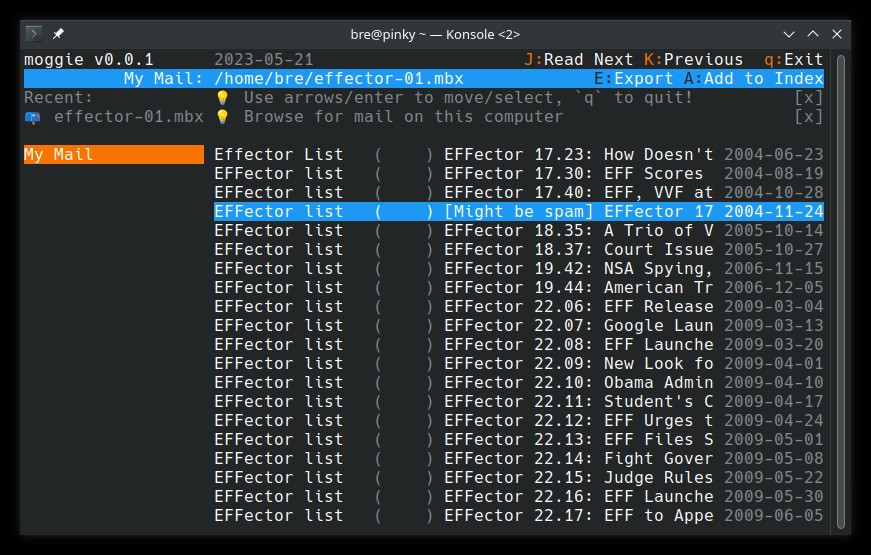 bre@pinky ~ — Konsole <2>
moggie v0.0.1 2023-05-21 J:Read Next K:Previous q:Exit
My Mail: /home/bre/effector-01.mbx E:Export A:Add to Index
Recent: 💡 Use arrows/enter to move/select, `q` to quit! [x]
📪 effector-01.mbx 💡 Browse for mail on this computer [x]
My Mail Effector List ( ) EFFector 17.23: How Doesn't 2004-06-23
EFFector list ( ) EFFector 17.30: EFF Scores 2004-08-19
EFFector list ( ) EFFector 17.40: EFF, VVF at 2004-10-28
EFFector list ( ) [Might be spam] EFFector 17 2004-11-24
EFFector list ( ) EFFector 18.35: A Trio of V 2005-10-14
EFFector list ( ) EFFector 18.37: Court Issue 2005-10-27
EFFector list ( ) EFFector 19.42: NSA Spying, 2006-11-15
EFFector list ( ) EFFector 19.44: American Tr 2006-12-05
EFFector list ( ) EFFector 22.06: EFF Release 2009-03-04
EFFector list ( ) EFFector 22.07: Google Laun 2009-03-13
EFFector list ( ) EFFector 22.08: EFF Launche 2009-03-20
EFFector list ( ) EFFector 22.09: New Look fo 2009-04-01
EFFector list ( ) EFFector 22.10: Obama Admin 2009-04-10
EFFector list ( ) EFFector 22.11: Student's C 2009-04-17
EFFector list ( ) EFFector 22.12: EFF Urges t 2009-04-24
EFFector list ( ) EFFector 22.13: EFF Files S 2009-05-01
EFFector list ( ) EFFector 22.14: Fight Gover 2009-05-08
EFFector list ( ) EFFector 22.15: Judge Rules 2009-05-22
EFFector list ( ) EFFector 22.16: EFF Launche 2009-05-30
EFFector list ( ) EFFector 22.17: EFF to Appe 2009-06-05